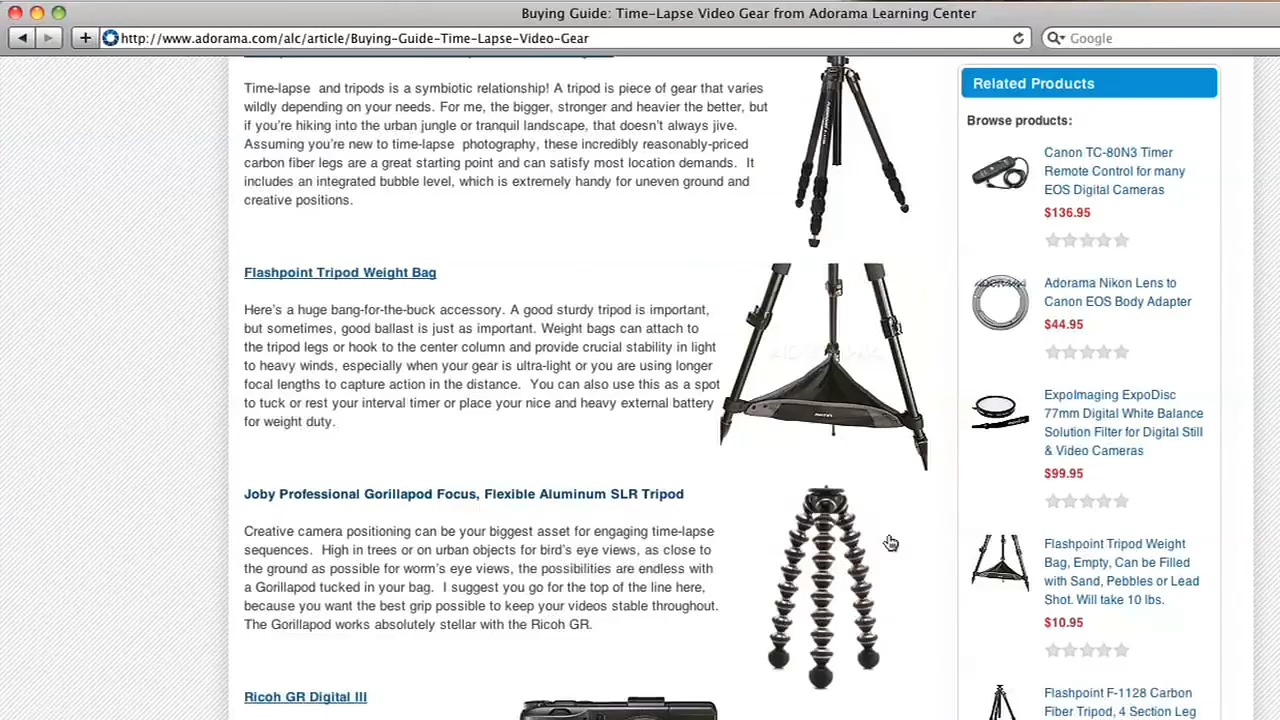 Buying Guide: Time-Lapse Video Gear from Adorama Learning Center
http://www.adorama.com/alc/article/Buying-Guide-Time-Lapse-Video-Gear
Google
Time-lapse and tripods is a symbiotic relationship! A tripod is piece of gear that varies
wildly depending on your needs. For me, the bigger, stronger and heavier the better, but
if you're hiking into the urban jungle or tranquil landscape, that doesn't always jive.
Assuming you're new to time-lapse photography, these incredibly reasonably-priced
carbon fiber legs are a great starting point and can satisfy most location demands. It
includes an integrated bubble level, which is extremely handy for uneven ground and
creative positions.
Flashpoint Tripod Weight Bag
Here's a huge bang-for-the-buck accessory. A good sturdy tripod is important,
but sometimes, good ballast is just as important. Weight bags can attach to
the tripod legs or hook to the center column and provide crucial stability in light
to heavy winds, especially when your gear is ultra-light or you are using longer
focal lengths to capture action in the distance. You can also use this as a spot
to tuck or rest your interval timer or place your nice and heavy external battery
for weight duty.
Joby Professional Gorillapod Focus, Flexible Aluminum SLR Tripod
Creative camera positioning can be your biggest asset for engaging time-lapse
sequences. High in trees or on urban objects for bird's eye views, as close to
the ground as possible for worm's eye views, the possibilities are endless with
a Gorillapod tucked in your bag. I suggest you go for the top of the line here,
because you want the best grip possible to keep your videos stable throughout.
The Gorillapod works absolutely stellar with the Ricoh GR.
Ricoh GR Digital III
Related Products
Browse products:
Canon TC-80N3 Timer
Remote Control for many
EOS Digital Cameras
$136.95
Adorama Nikon Lens to
Canon EOS Body Adapter
$44.95
ExpoImaging ExpoDisc
77mm Digital White Balance
Solution Filter for Digital Still
& Video Cameras
$99.95
Flashpoint Tripod Weight
Bag, Empty, Can be Filled
with Sand, Pebbles or Lead
Shot. Will take 10 lbs.
$10.95
Flashpoint F-1128 Carbon
Fiber Tripod, 4 Section Leg